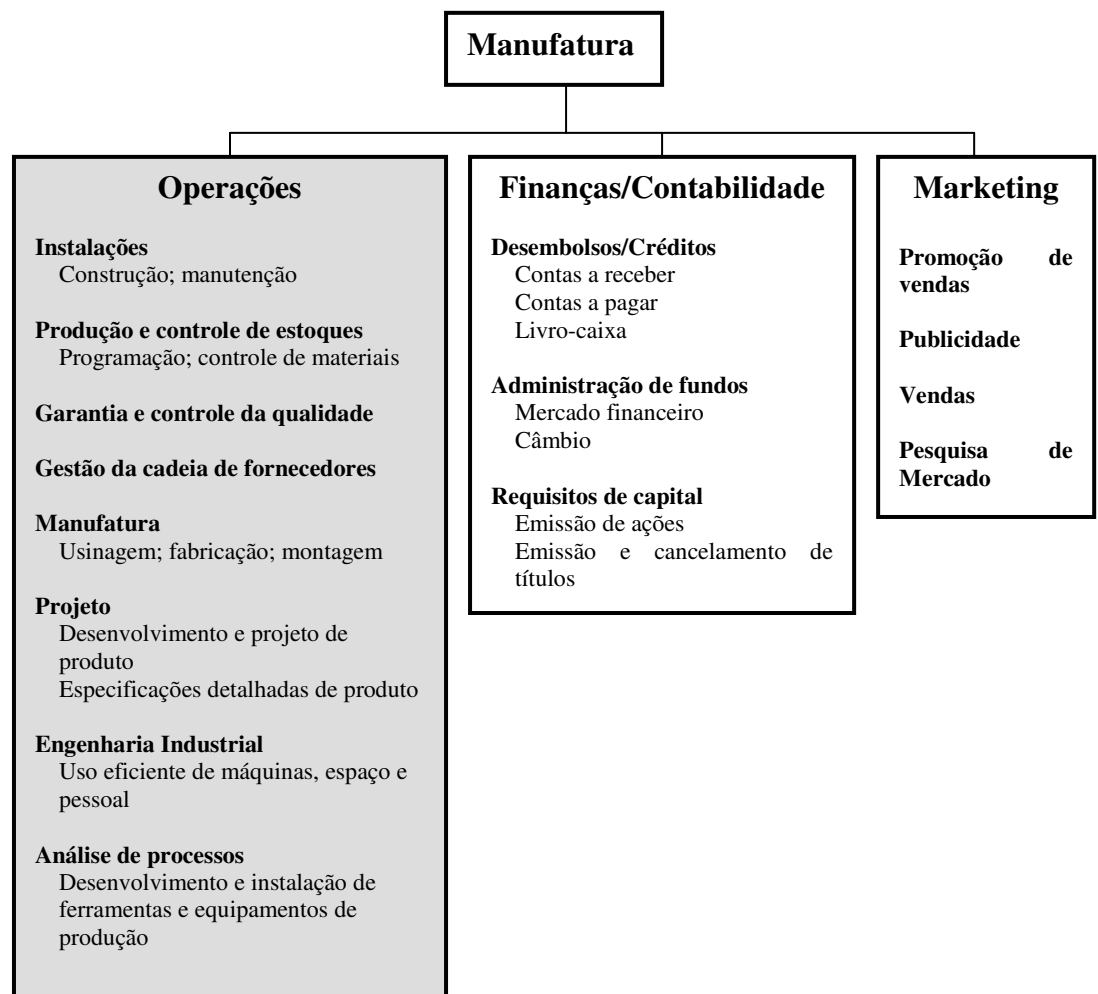 Manufatura
Operações
Instalações
Construção; manutenção
Produção e controle de estoques
Programação; controle de materiais
Garantia e controle da qualidade
Gestão da cadeia de fornecedores
Manufatura
Usinagem; fabricação; montagem
Projeto
Desenvolvimento e projeto de
produto
Especificações detalhadas de produto
Engenharia Industrial
Uso eficiente de máquinas, espaço e
pessoal
Análise de processos
Desenvolvimento e instalação de
ferramentas e equipamentos de
produção
Finanças/Contabilidade
Desembolsos/Créditos
Contas a receber
Contas a pagar
Livro-caixa
Administração de fundos
Mercado financeiro
Câmbio
Requisitos de capital
Emissão de ações
Emissão e cancelamento de
títulos
Marketing
Promoção de
vendas
Publicidade
Vendas
Pesquisa de
Mercado